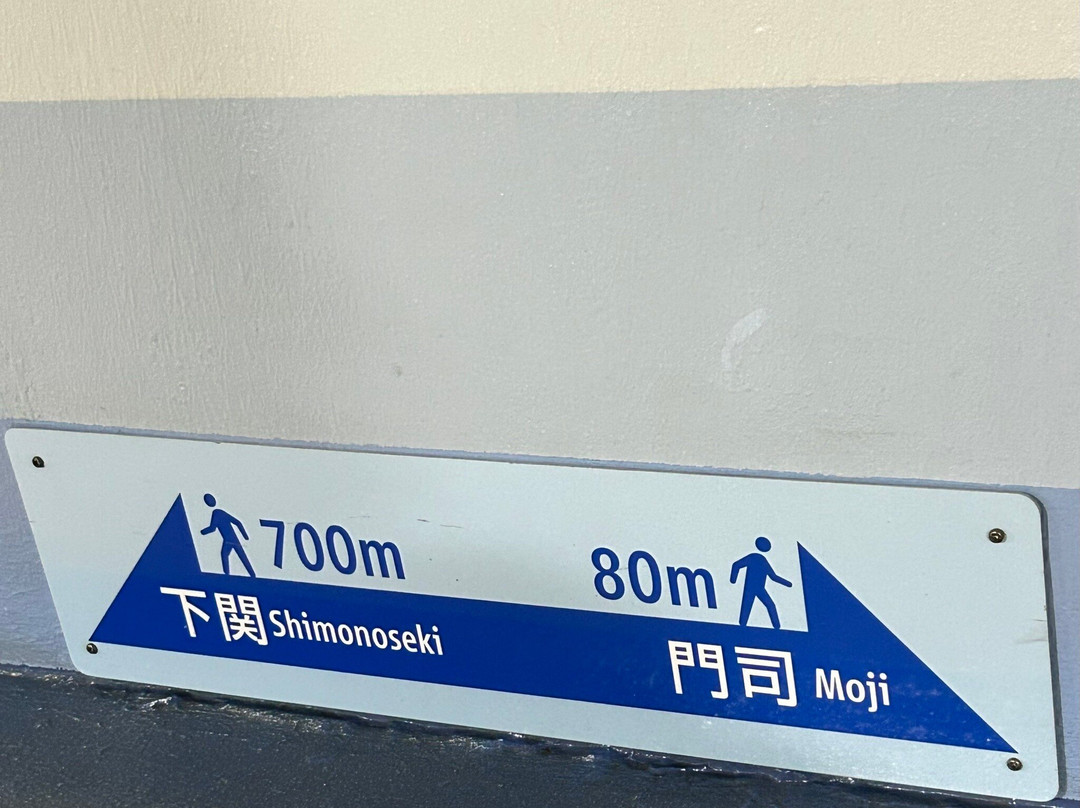 700m
下関 Shimonoseki
80m
門司 Moji